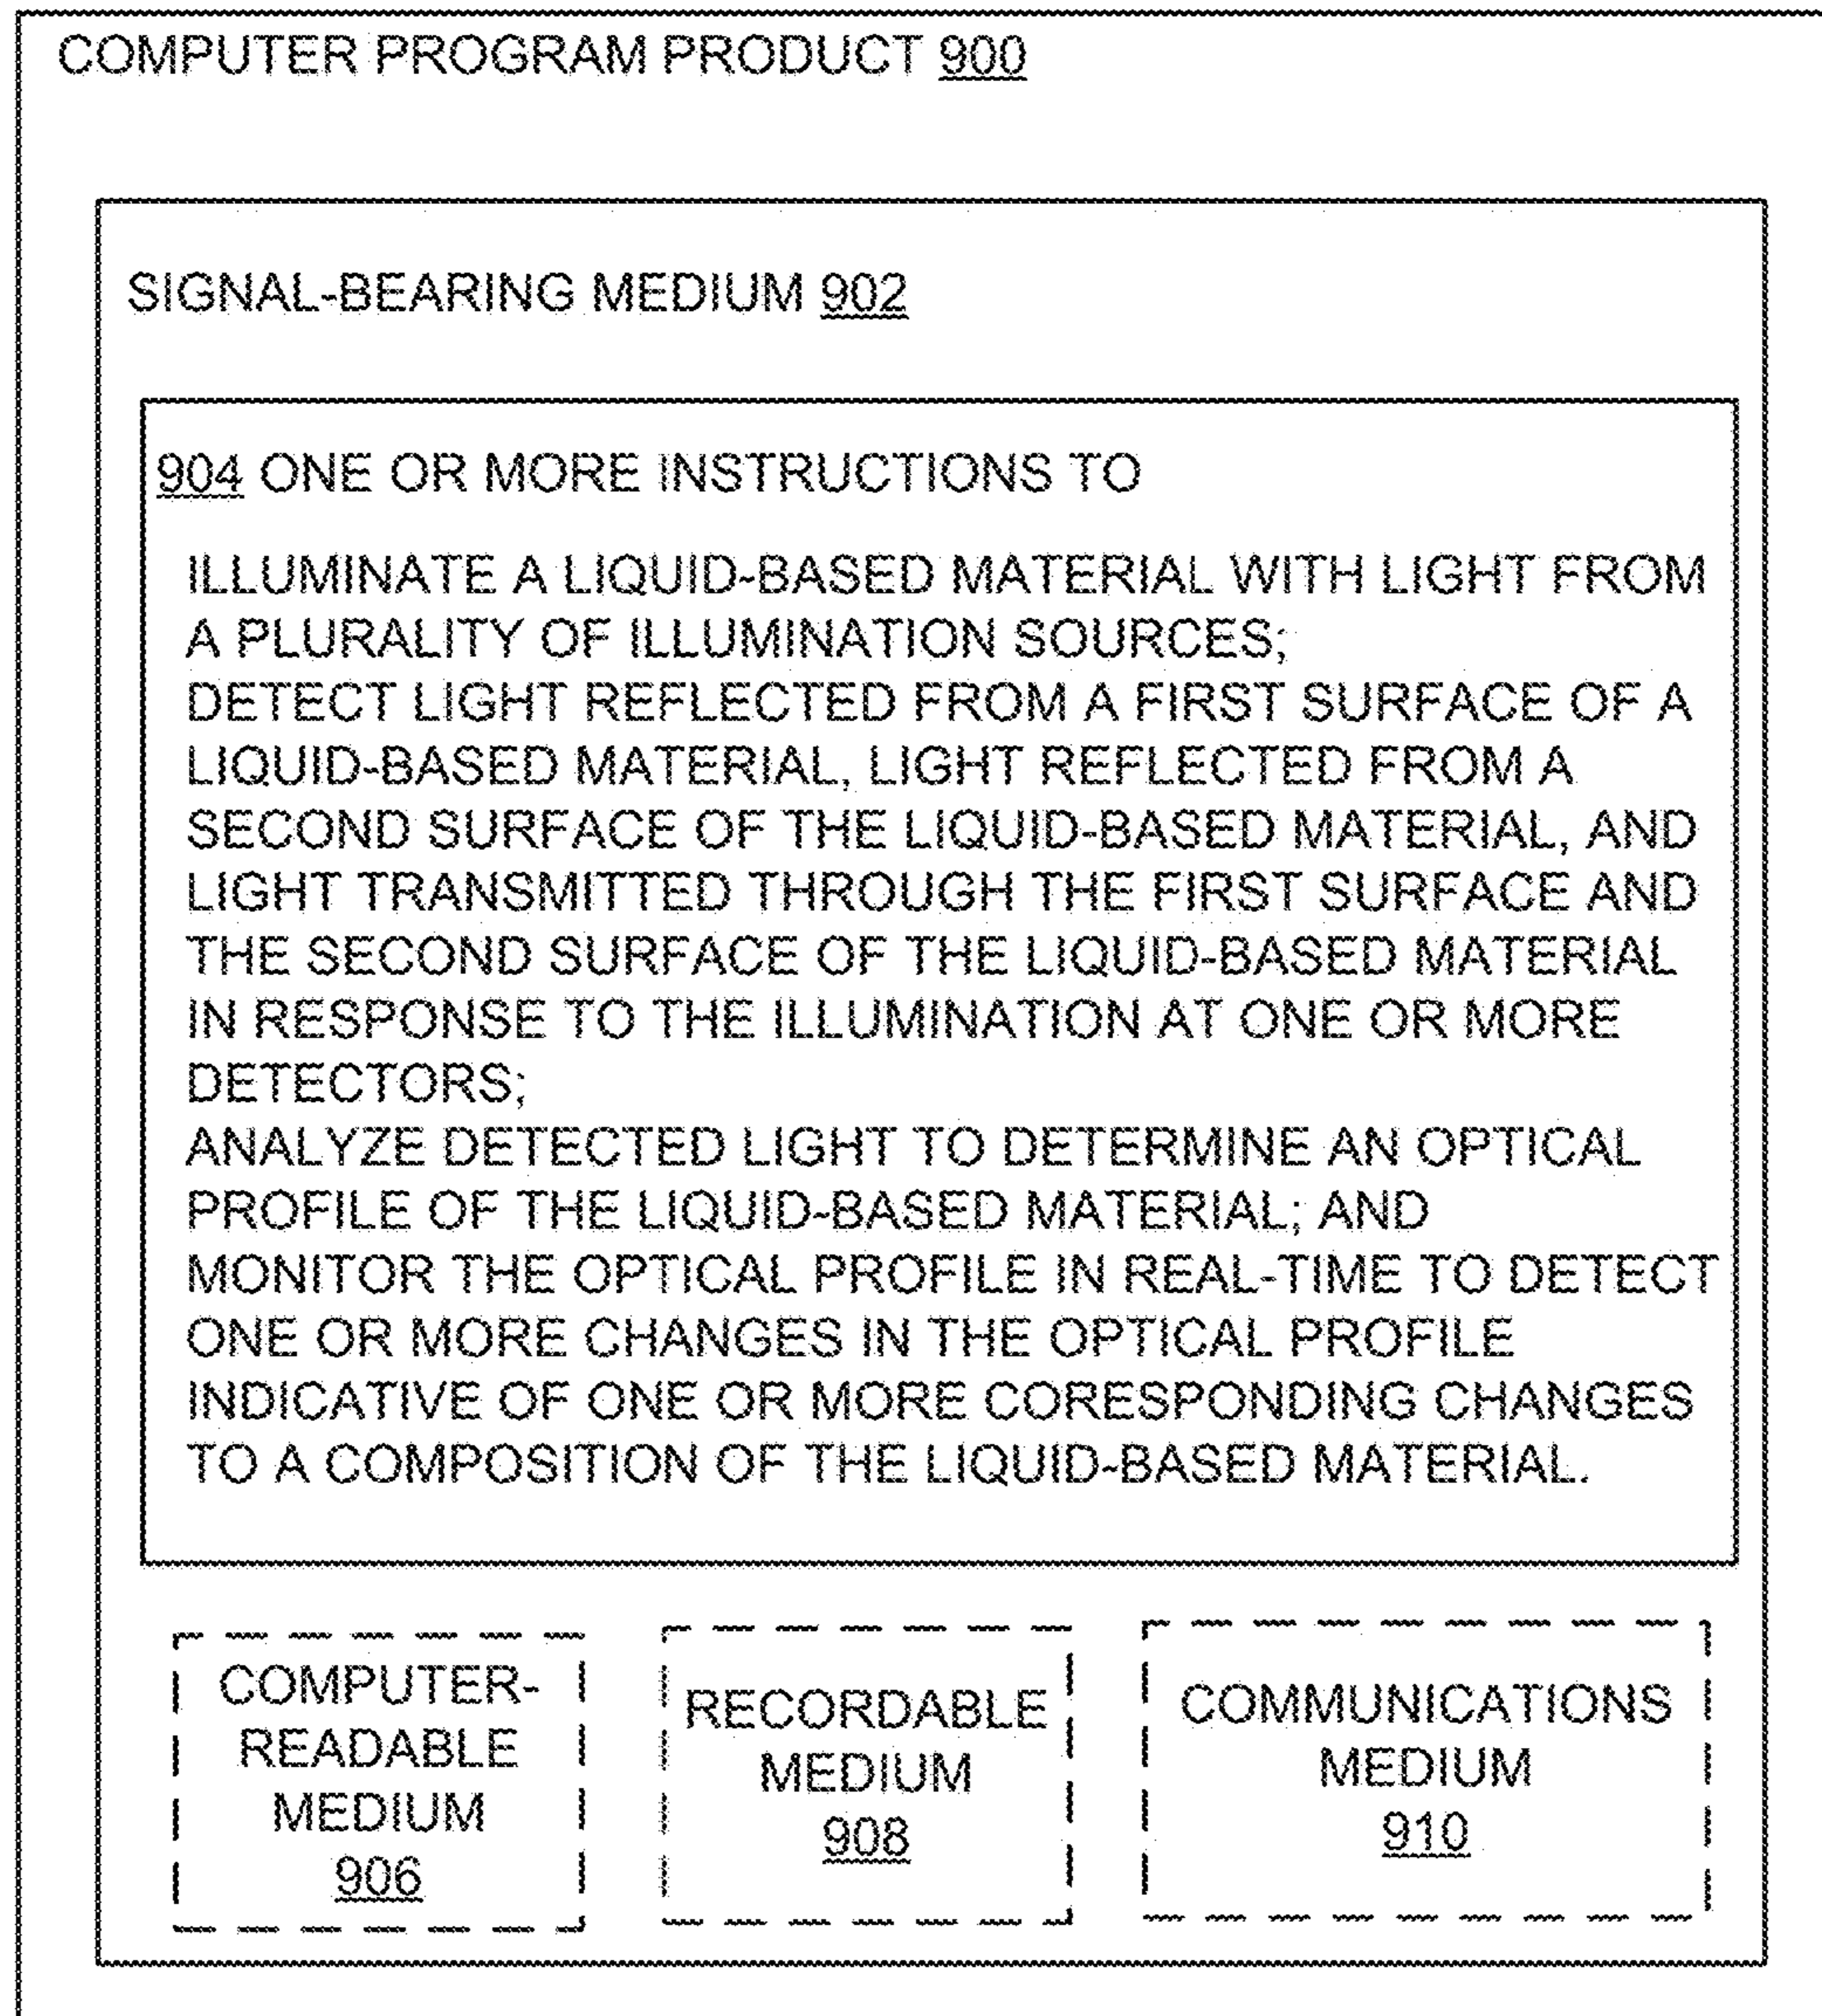 COMPUTER PROGRAM PRODUCT 900
SIGNAL-BEARING MEDIUM 902
904 ONE OR MORE INSTRUCTIONS TO
ILLUMINATE A LIQUID-BASED MATERIAL WITH LIGHT FROM
A PLURALITY OF ILLUMINATION SOURCES;
DETECT LIGHT REFLECTED FROM A FIRST SURFACE OF A
LIQUID-BASED MATERIAL, LIGHT REFLECTED FROM A
SECOND SURFACE OF THE LIQUID-BASED MATERIAL, AND
LIGHT TRANSMITTED THROUGH THE FIRST SURFACE AND
THE SECOND SURFACE OF THE LIQUID-BASED MATERIAL
IN RESPONSE TO THE ILLUMINATION AT ONE OR MORE
DETECTORS;
ANALYZE DETECTED LIGHT TO DETERMINE AN OPTICAL
PROFILE OF THE LIQUID-BASED MATERIAL; AND
MONITOR THE OPTICAL PROFILE IN REAL-TIME TO DETECT
ONE OR MORE CHANGES IN THE OPTICAL PROFILE
INDICATIVE OF ONE OR MORE CORESPONDING CHANGES
TO A COMPOSITION OF THE LIQUID-BASED MATERIAL.
COMPUTER-
READABLE
MEDIUM
906
RECORDABLE
MEDIUM
908
COMMUNICATIONS
MEDIUM
910